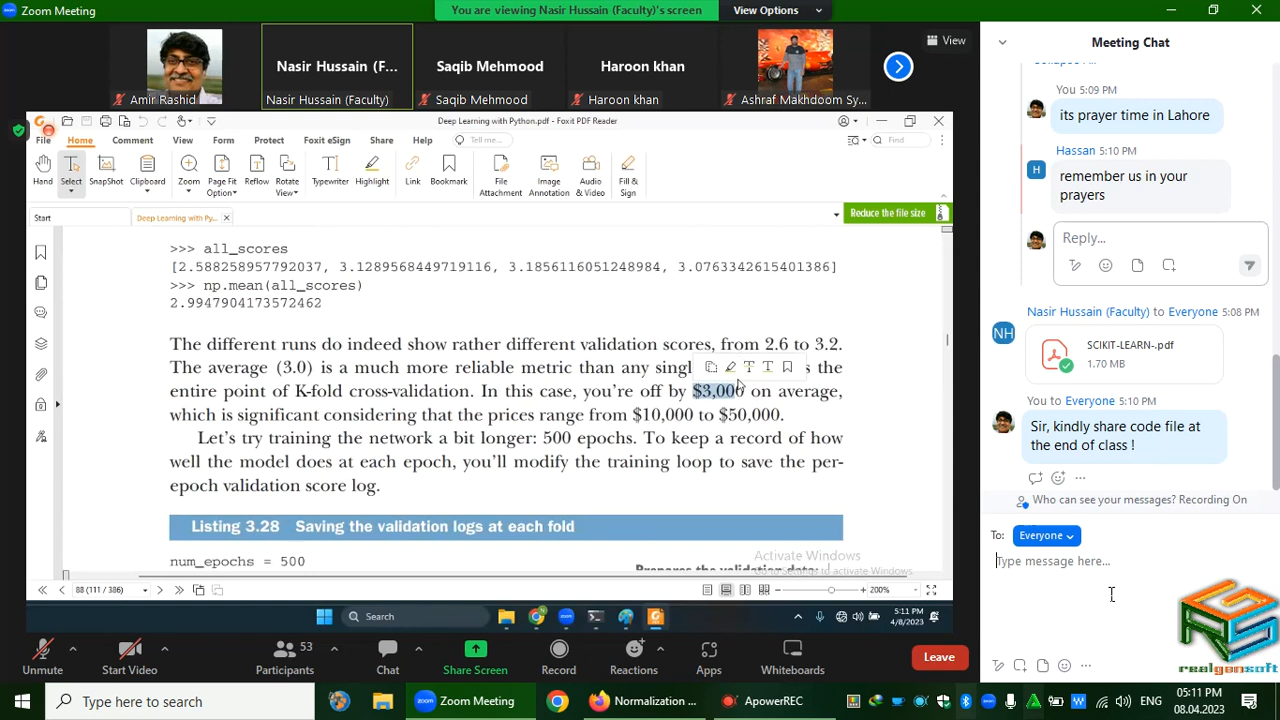 Zoom Meeting
You are viewing Nasir Hussain (Faculty)'s screen
View Options
Nasir Hussain (F...
Saqib Mehmood
Haroon khan
View
Amir Rashid
Nasir Hussain (Faculty)
Saqib Mehmood
Haroon khan
Ashraf Makhdoom Sy...
Deep Learning with Python.pdf - Foxit PDF Reader
File
Home
Comment
View
Form
Protect
Foxit eSign
Share
Help
Tell me...
Find
Hand
Select
SnapShot
Clipboard
Zoom
Page Fit Option
Reflow
Rotate View
Typewriter
Highlight
Link
Bookmark
File Attachment
Image Annotation
Audio & Video
Fill & Sign
Start
Deep Learning with Py...
Reduce the file size
>>> all_scores
[2.588258957792037, 3.1289568449719116, 3.1856116051248984, 3.0763342615401386]
>>> np.mean(all_scores)
2.9947904173572462
The different runs do indeed show rather different validation scores, from 2.6 to 3.2.
The average (3.0) is a much more reliable metric than any singl s the
entire point of K-fold cross-validation. In this case, you're off by $3,000 on average,
which is significant considering that the prices range from $10,000 to $50,000.
Let's try training the network a bit longer: 500 epochs. To keep a record of how
well the model does at each epoch, you'll modify the training loop to save the per-
epoch validation score log.
Listing 3.28 Saving the validation logs at each fold
num_epochs = 500
Prepares the validation data:
Activate Windows
Go to Settings to activate Windows.
88 (111 / 386)
200%
Search
5:11 PM
4/8/2023
Unmute
Start Video
53
Participants
Chat
Share Screen
Record
Reactions
Apps
Whiteboards
Leave
Meeting Chat
Collapse A...
You 5:09 PM
its prayer time in Lahore
Hassan 5:10 PM
H
remember us in your
prayers
Reply...
Nasir Hussain (Faculty) to Everyone 5:08 PM
NH
SCIKIT-LEARN-.pdf
1.70 MB
You to Everyone 5:10 PM
Sir, kindly share code file at
the end of class !
Who can see your messages? Recording On
To: Everyone
Type message here...
realgensoft
Type here to search
Zoom Meeting
Normalization ...
ApowerREC
ENG
05:11 PM
08.04.2023